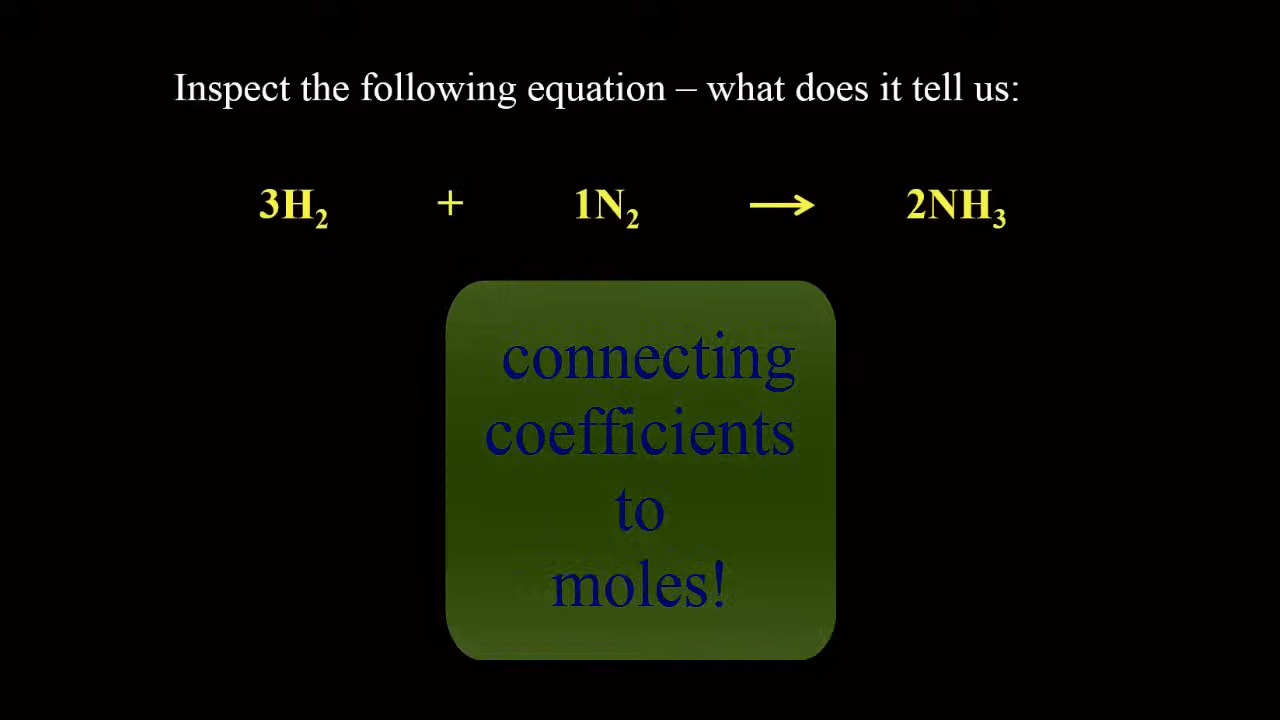 Inspect the following equation – what does it tell us:
3H₂ + 1N₂ → 2NH₃
connecting
coefficients
to
moles!